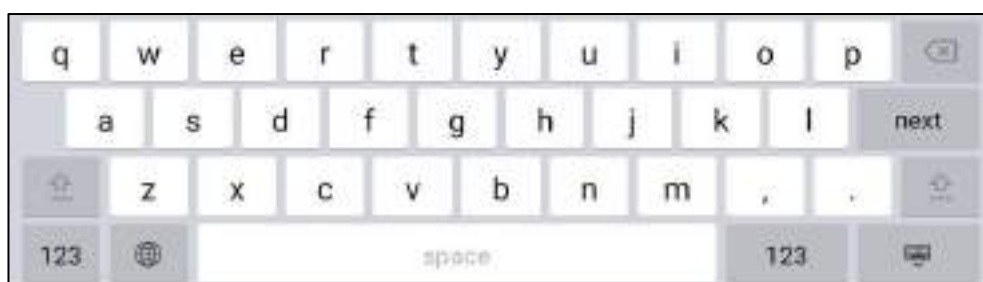 q w e r t y u i o p
a s d f g h j k l next
z x c v b n m , .
123 space 123